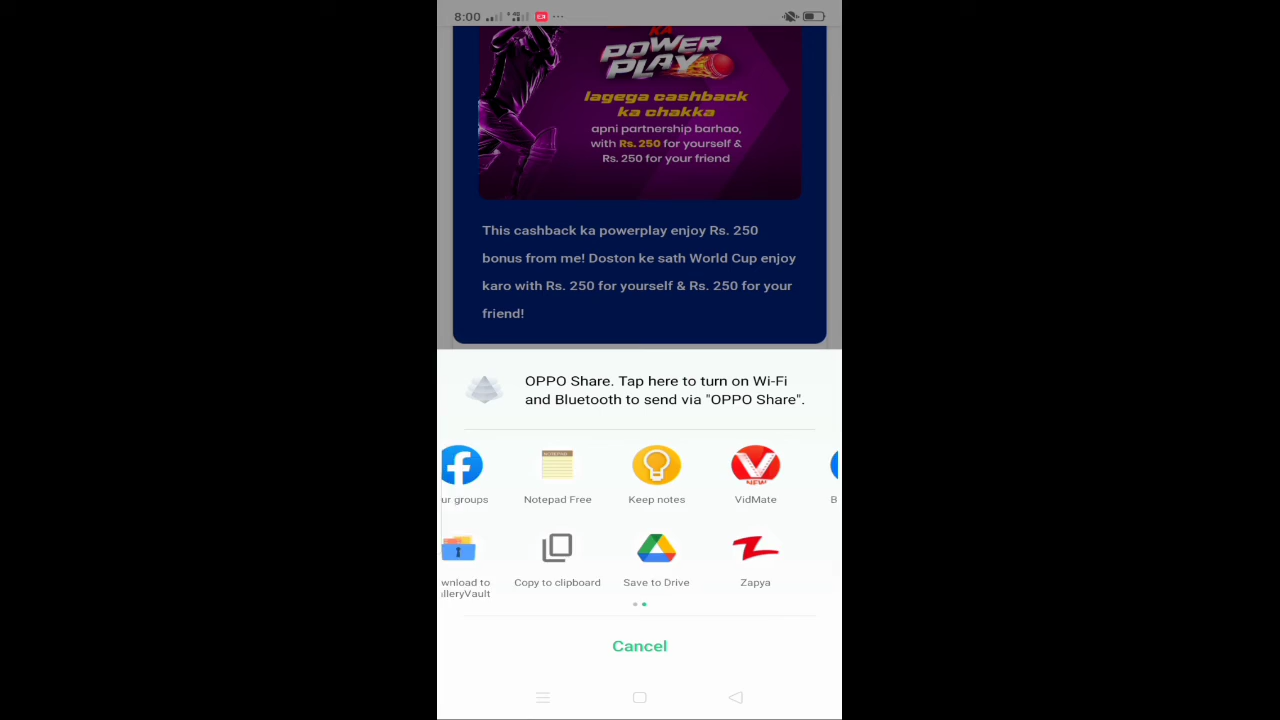 8:00
KA
POWER
PLAY
lagega cashback
ka chakka
apni partnership barhao,
with Rs. 250 for yourself &
Rs. 250 for your friend
This cashback ka powerplay enjoy Rs. 250
bonus from me! Doston ke sath World Cup enjoy
karo with Rs. 250 for yourself & Rs. 250 for your
friend!
OPPO Share. Tap here to turn on Wi-Fi
and Bluetooth to send via "OPPO Share".
NOTEPAD
NEW
ur groups Notepad Free Keep notes VidMate B
wnload to Copy to clipboard Save to Drive Zapya
alleryVault
Cancel